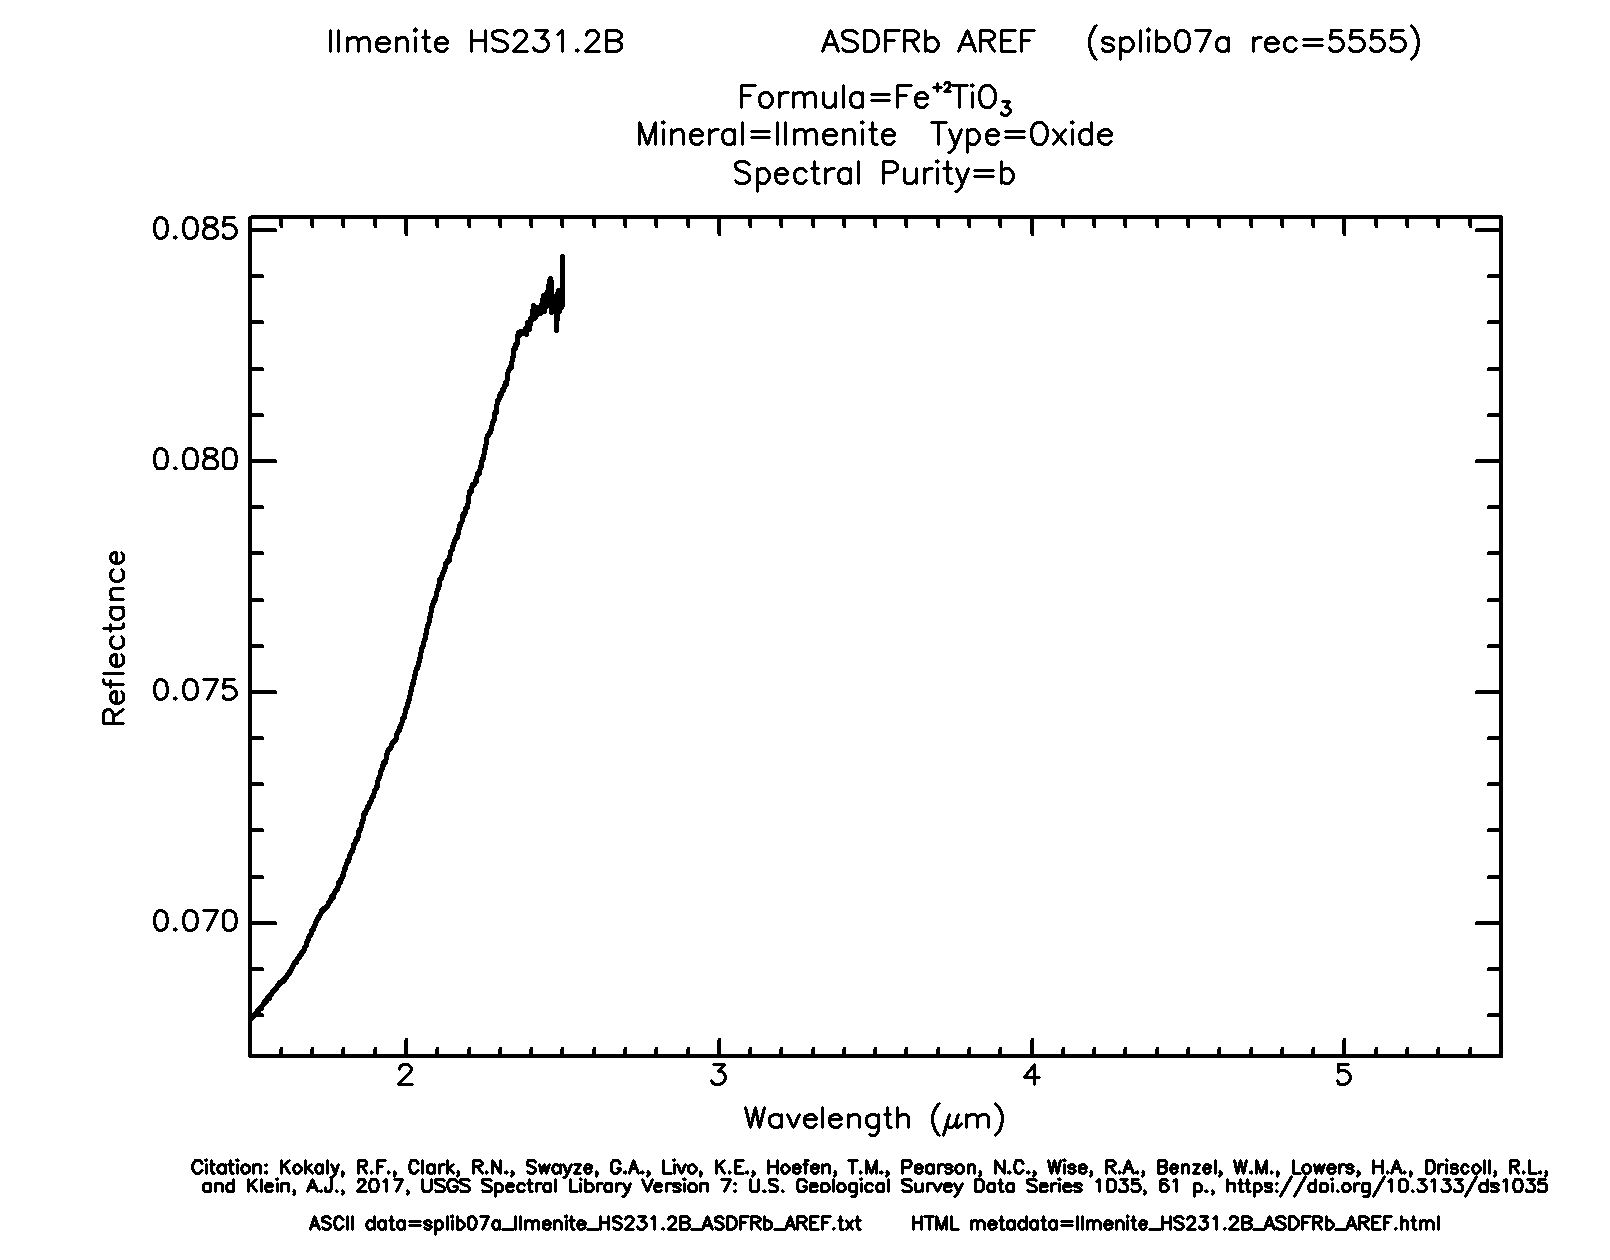 Ilmenite HS231.2B ASDFRb AREF (splib07a rec=5555)
Formula=Fe⁺²TiO₃
Mineral=Ilmenite Type=Oxide
Spectral Purity=b
0.085
0.080
0.075
0.070
Reflectance
2 3 4 5
Wavelength (μm)
Citation: Kokaly, R.F., Clark, R.N., Swayze, G.A., Livo, K.E., Hoefen, T.M., Pearson, N.C., Wise, R.A., Benzel, W.M., Lowers, H.A., Driscoll, R.L.,
and Klein, A.J., 2017, USGS Spectral Library Version 7: U.S. Geological Survey Data Series 1035, 61 p., https://doi.org/10.3133/ds1035
ASCII data=splib07a_Ilmenite_HS231.2B_ASDFRb_AREF.txt HTML metadata=Ilmenite_HS231.2B_ASDFRb_AREF.html